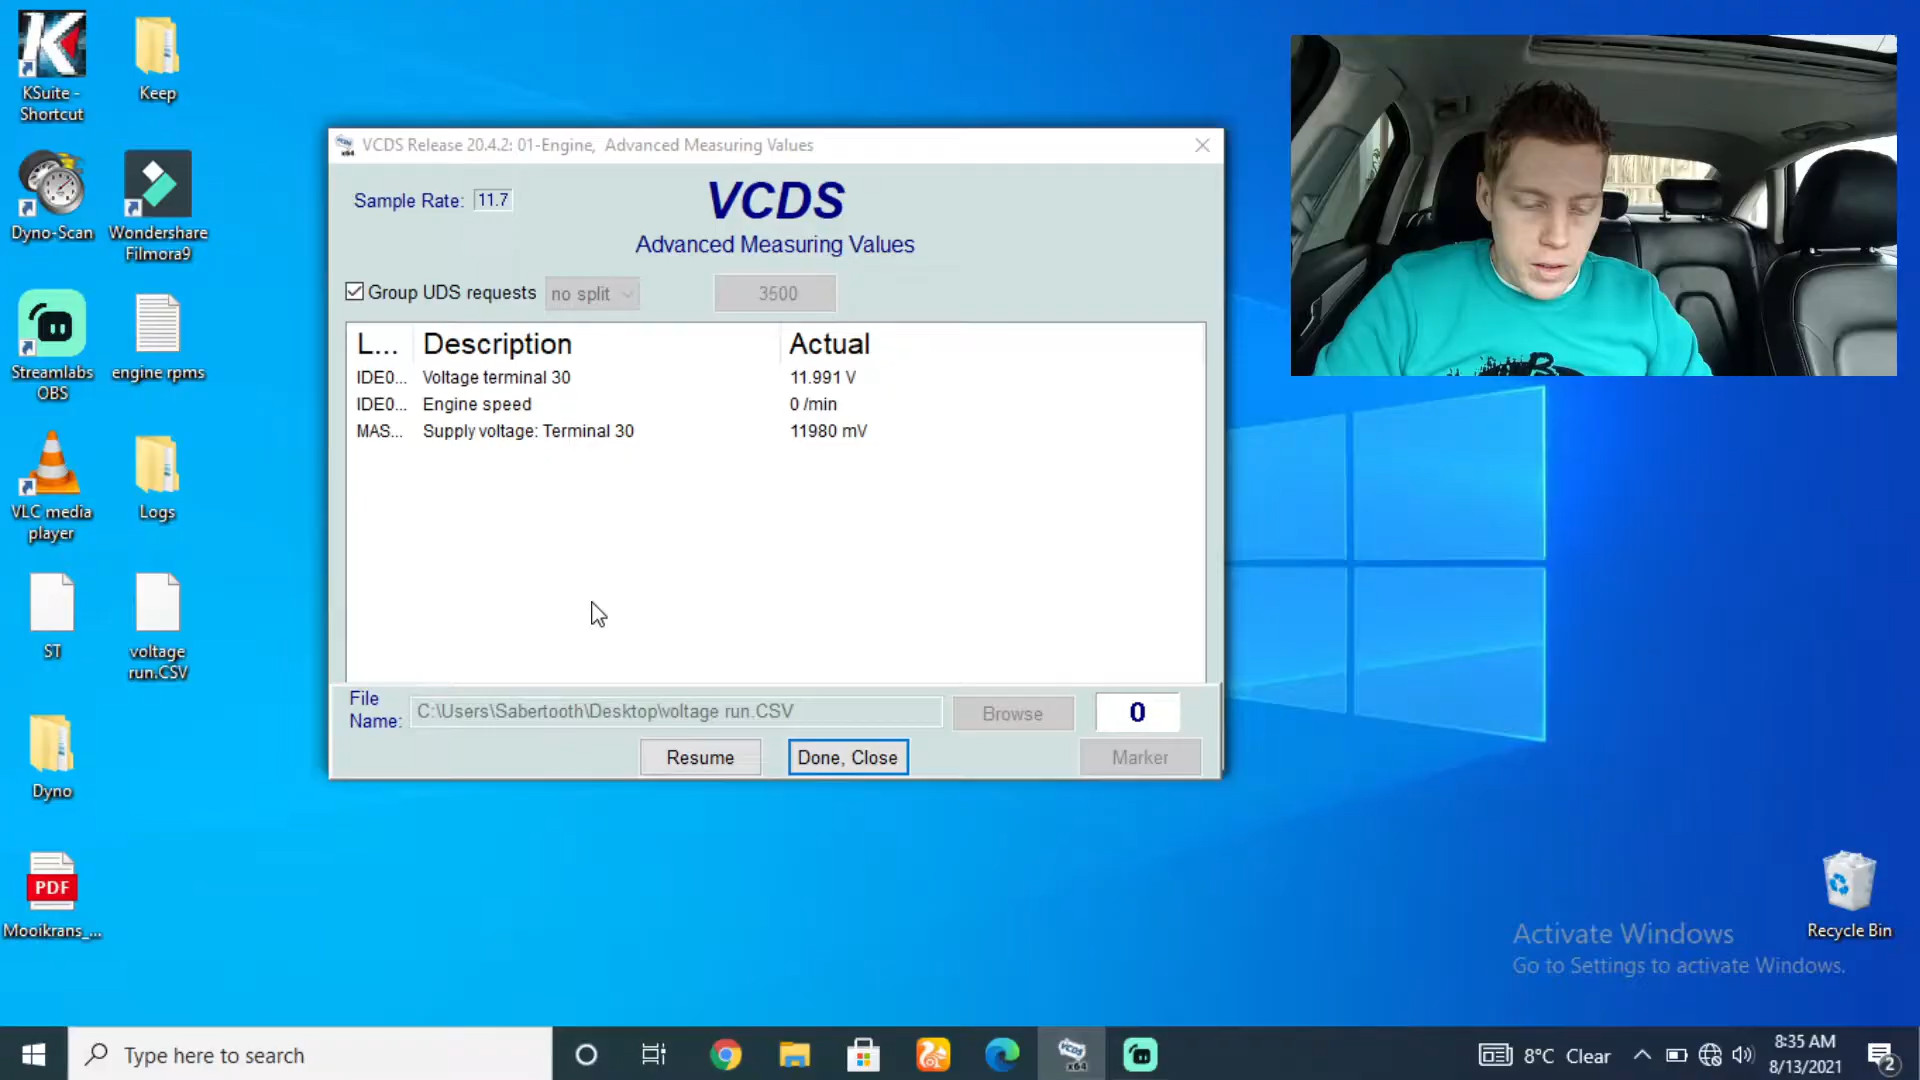 KSuite -
Shortcut
Keep
Dyno-Scan
Wondershare
Filmora9
Streamlabs
OBS
engine rpms
VLC media
player
Logs
ST
voltage
run.CSV
Dyno
PDF
Mooikrans_...
VCDS Release 20.4.2: 01-Engine,  Advanced Measuring Values
Sample Rate: 11.7
VCDS
Advanced Measuring Values
Group UDS requests no split 3500
L... Description Actual
IDE0... Voltage terminal 30 11.991 V
IDE0... Engine speed 0 /min
MAS... Supply voltage: Terminal 30 11980 mV
File
Name: C:\Users\Sabertooth\Desktop\voltage run.CSV Browse 0
Resume Done, Close Marker
Recycle Bin
Activate Windows
Go to Settings to activate Windows.
Type here to search
VCDS
x64
8°C Clear
8:35 AM
8/13/2021
2